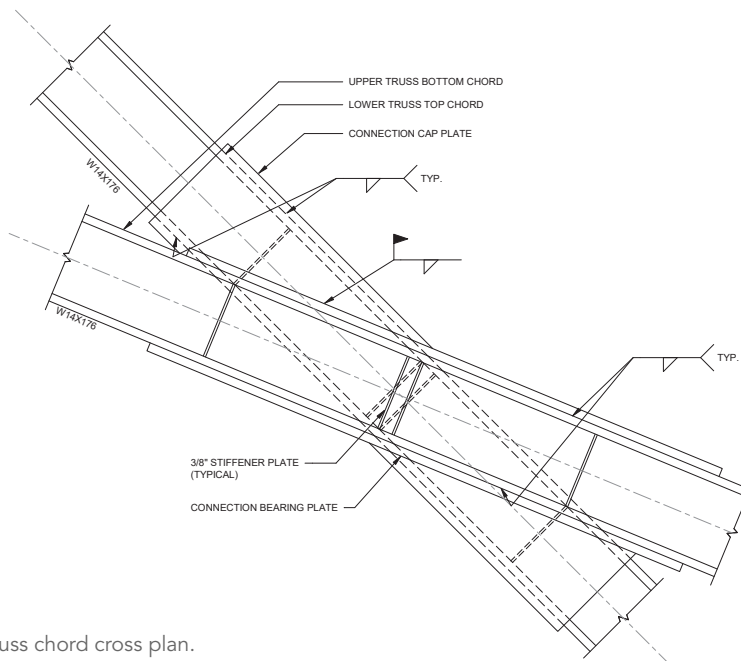 UPPER TRUSS BOTTOM CHORD
LOWER TRUSS TOP CHORD
CONNECTION CAP PLATE
W14X176
TYP.
W14X176
TYP.
3/8" STIFFENER PLATE
(TYPICAL)
CONNECTION BEARING PLATE
uss chord cross plan.